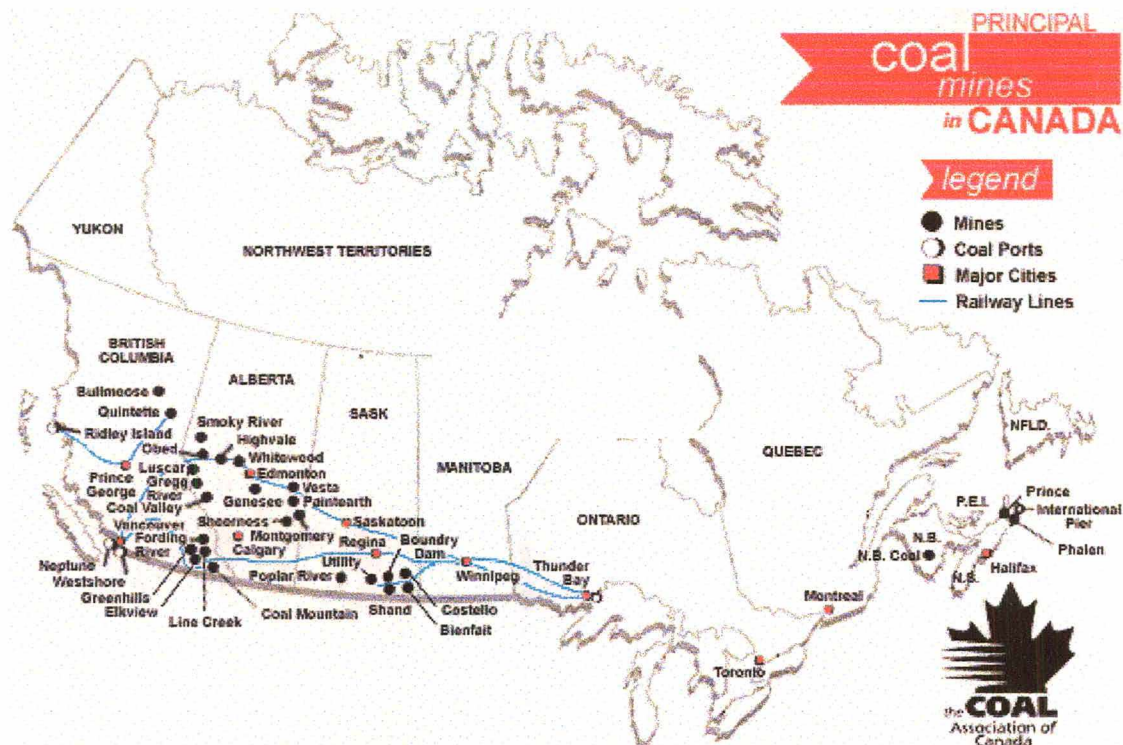 PRINCIPAL
coal
mines
in CANADA
legend
Mines
Coal Ports
Major Cities
Railway Lines
YUKON
NORTHWEST TERRITORIES
BRITISH
COLUMBIA
ALBERTA
SASK
MANITOBA
ONTARIO
QUEBEC
NFLD.
P.E.I.
N.B.
N.S.
Bullmoose
Quintette
Ridley Island
Prince
George
Smoky River
Obed
Highvale
Whitewood
Luscar
Edmonton
Gregg
River
Genesee
Vesta
Paintearth
Coal Valley
Sheerness
Montgomery
Calgary
Saskatoon
Vancouver
Fording
River
Neptune
Westshore
Greenhills
Elkview
Line Creek
Coal Mountain
Regina
Boundry
Dam
Utility
Poplar River
Shand
Costello
Bienfait
Winnipeg
Thunder
Bay
Toronto
Montreal
N.B. Coal
Halifax
Prince
International
Pier
Phalen
the COAL
Association of
Canada